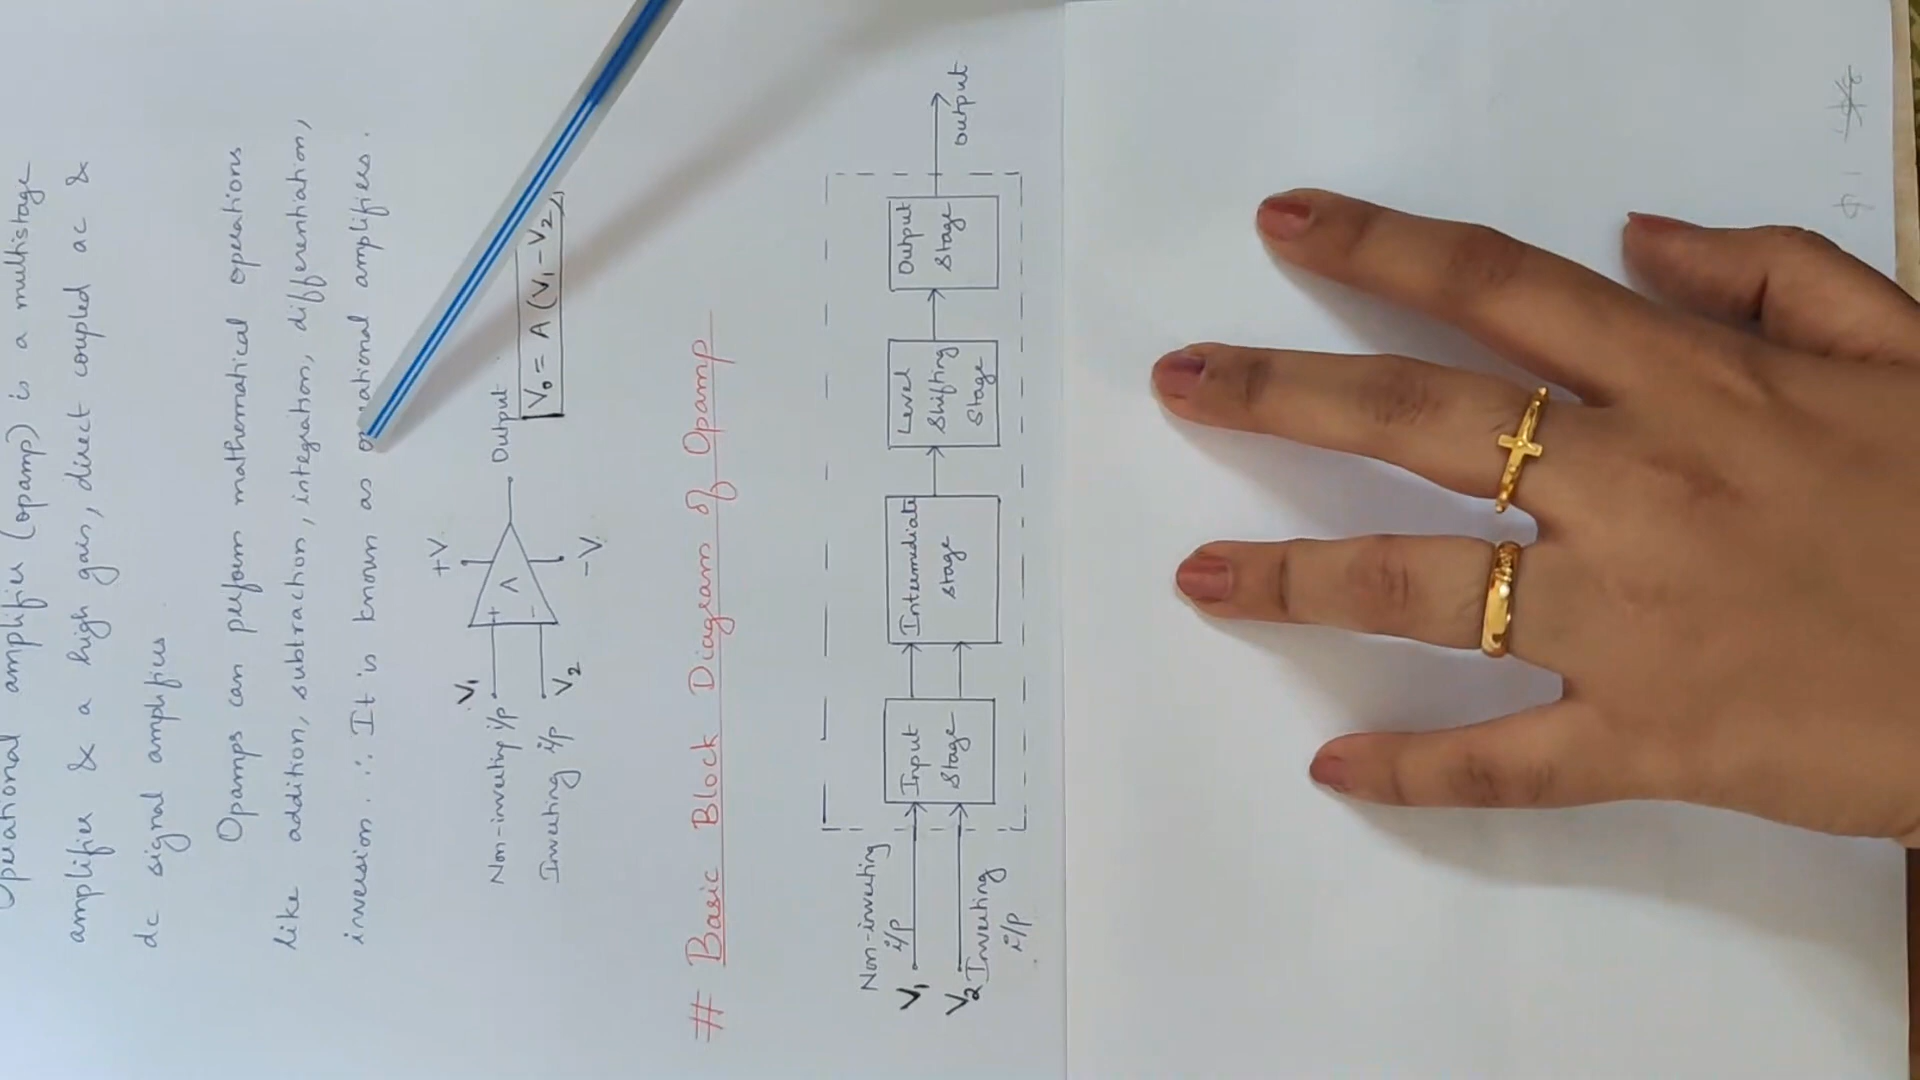 Operational amplifier (opamp) is a multistage
amplifier & a high gain, direct coupled ac &
dc signal amplifiers
Opamps can perform mathematical operations
like addition, subtraction, integration, differentiation,
inversion. ∴ It is known as operational amplifiers.
+V
V1
Non-inverting i/p
+
A
Output
-
Inverting i/p
V2
-V
Vo = A (V1 - V2)
# Basic Block Diagram of Opamp
Non-inverting
i/p
V1
V2
Inverting
i/p
Input
Stage
Intermediate
Stage
Level
Shifting
Stage
Output
Stage
Output